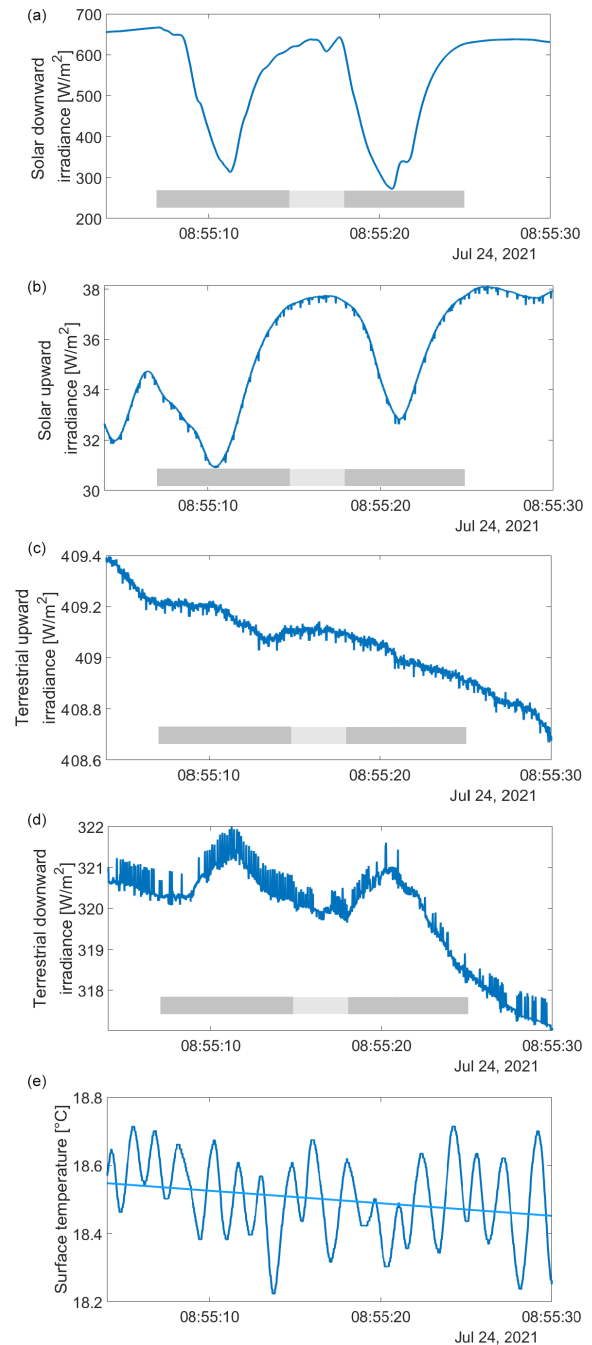 (a)
700
600
500
400
300
200
Solar downward
irradiance [W/m²]
08:55:10
08:55:20
08:55:30
Jul 24, 2021
(b)
38
36
34
32
30
Solar upward
irradiance [W/m²]
08:55:10
08:55:20
08:55:30
Jul 24, 2021
(c)
409.4
409.2
409
408.8
408.6
Terrestrial upward
irradiance [W/m²]
08:55:10
08:55:20
08:55:30
Jul 24, 2021
(d)
322
321
320
319
318
Terrestrial downward
irradiance [W/m²]
08:55:10
08:55:20
08:55:30
Jul 24, 2021
(e)
18.8
18.6
18.4
18.2
Surface temperature [°C]
08:55:10
08:55:20
08:55:30
Jul 24, 2021